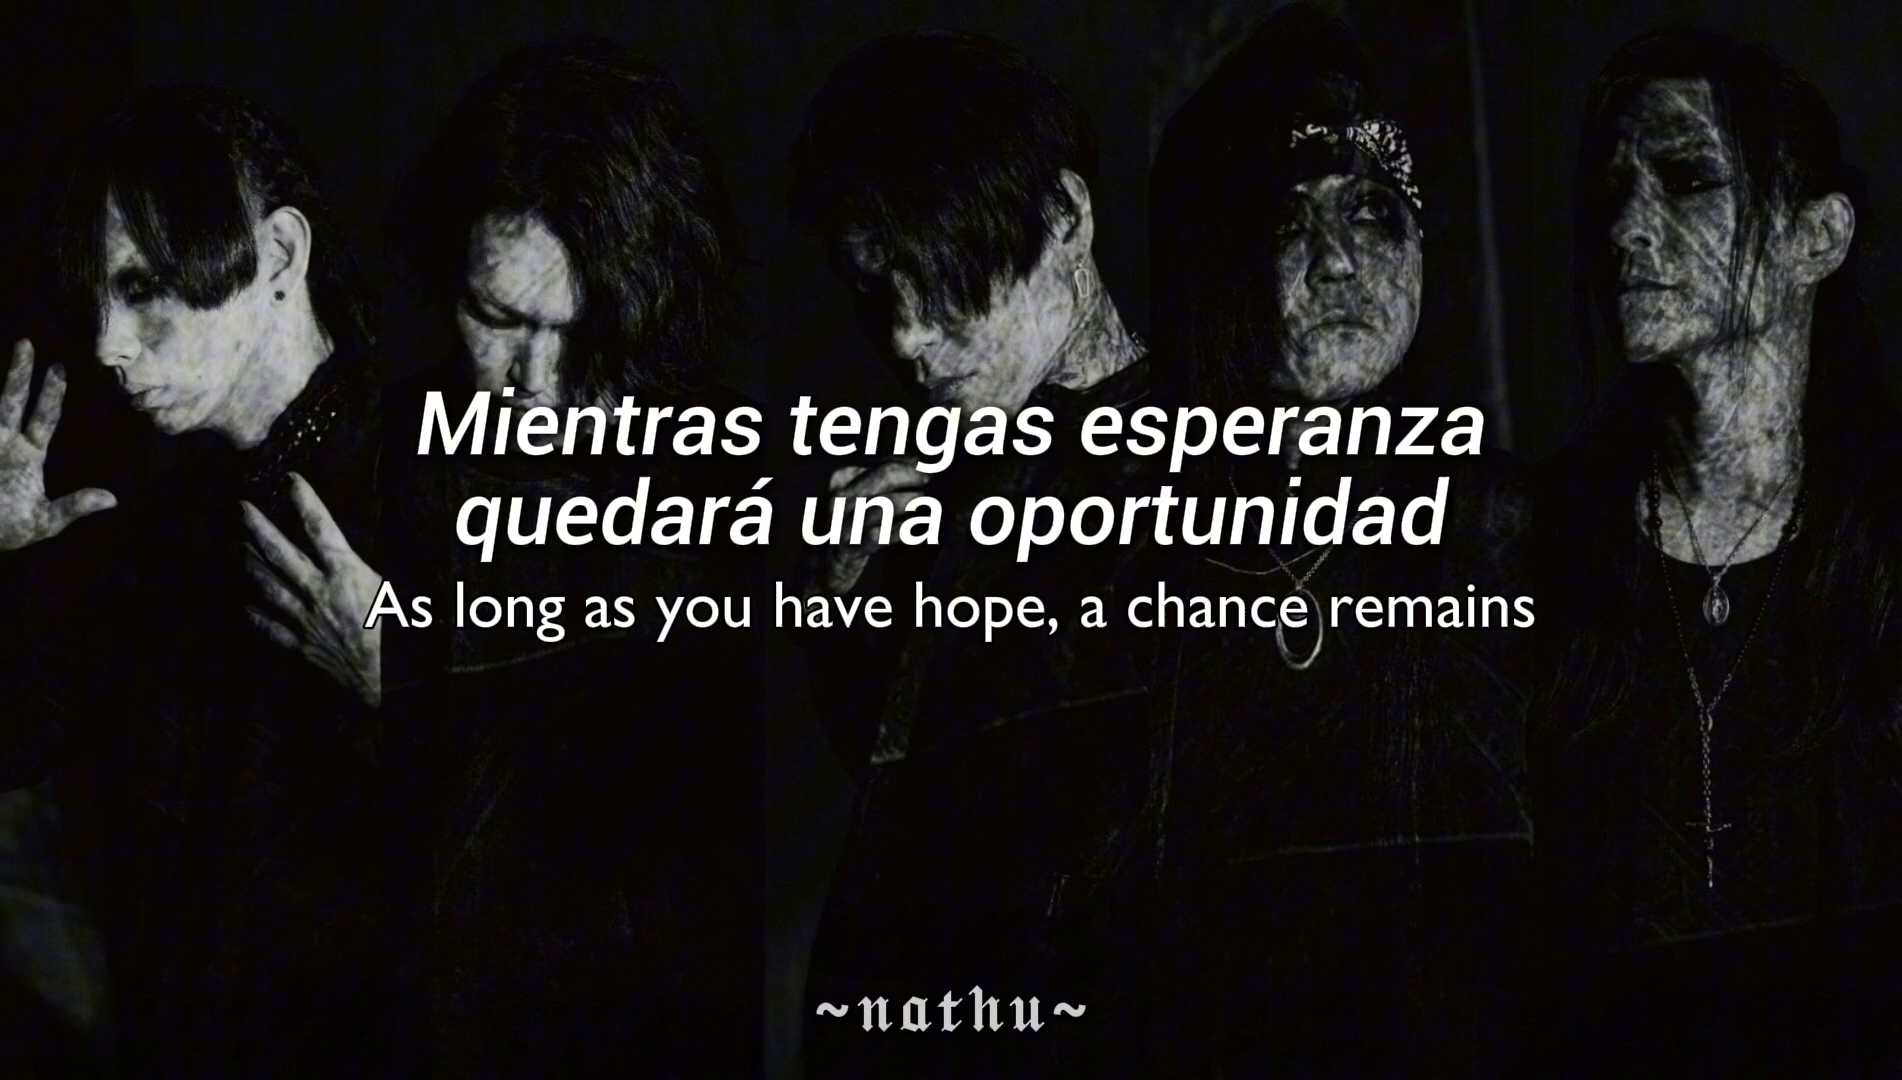 Mientras tengas esperanza
quedará una oportunidad
As long as you have hope, a chance remains
~nathu~